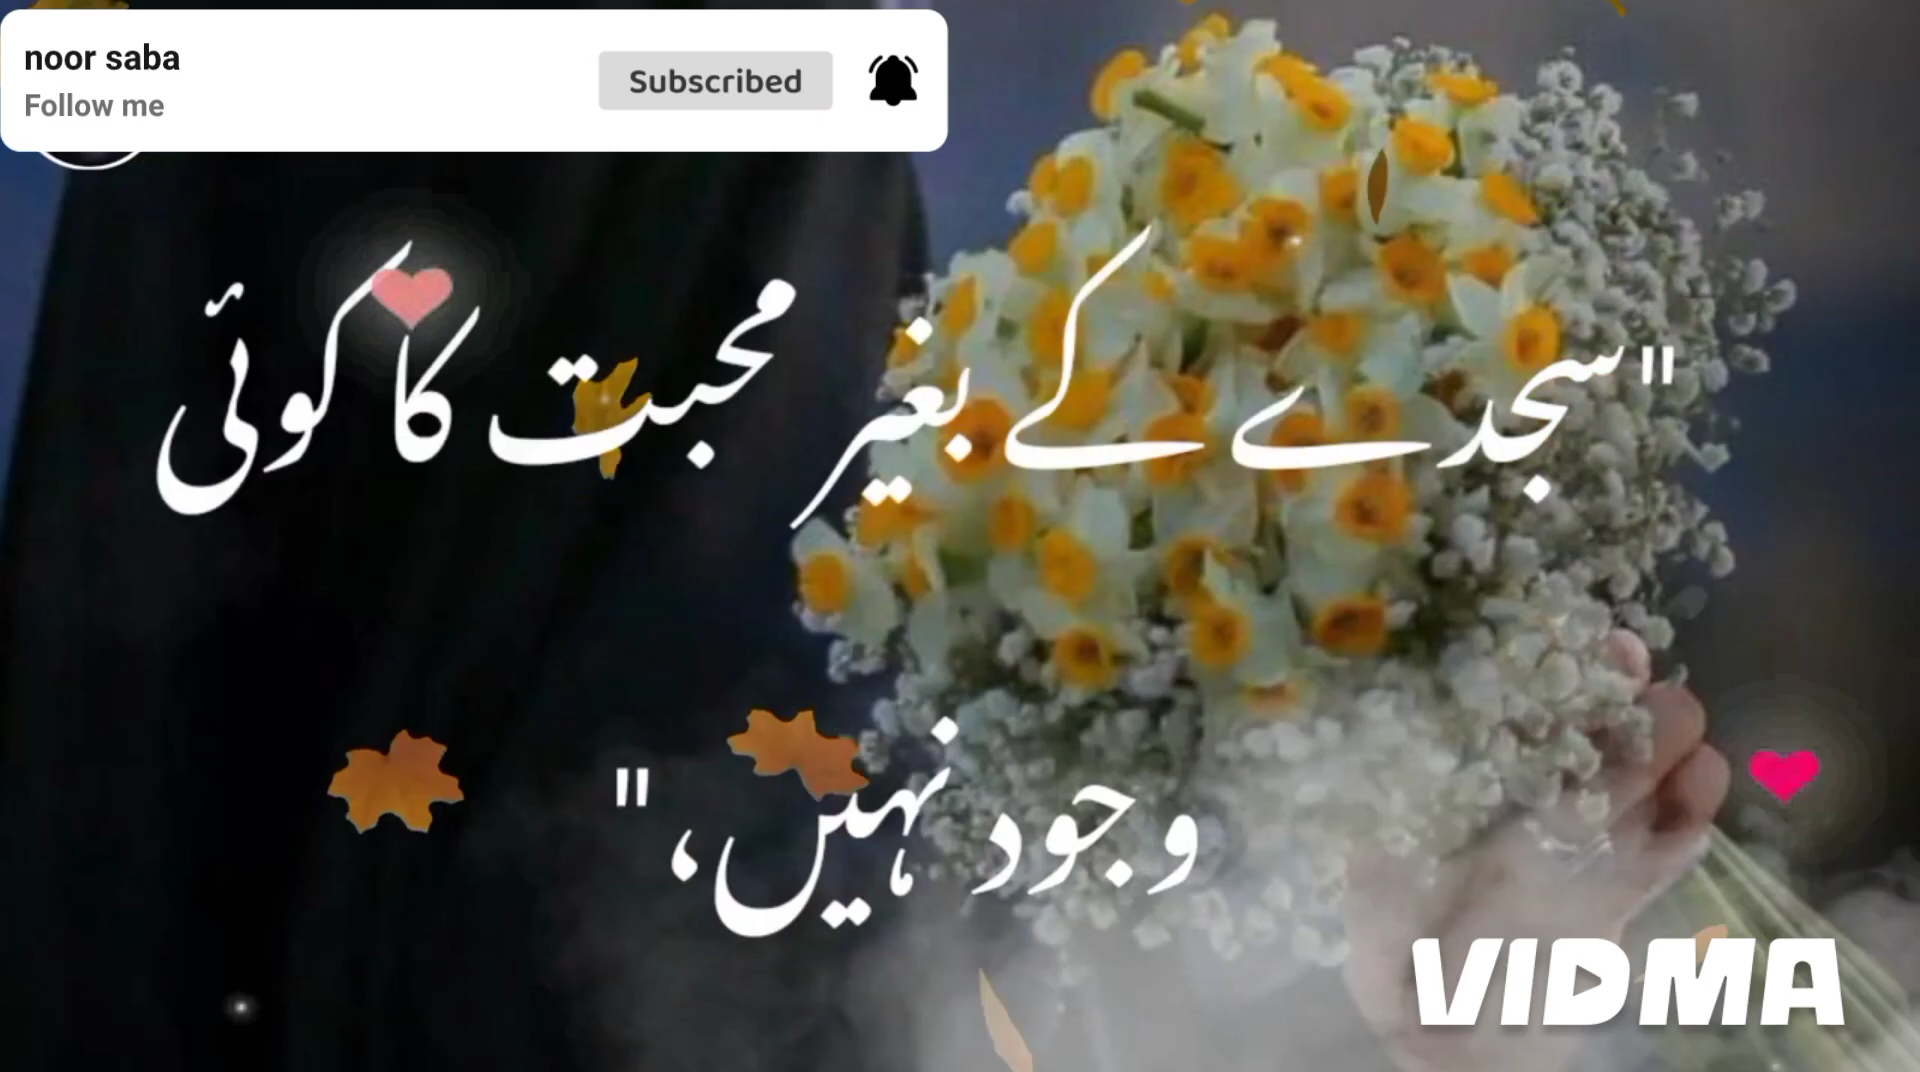 noor saba
Follow me
Subscribed
"سجدے کے بغیر محبت کا کوئی
وجود نہیں،"
VIDMA